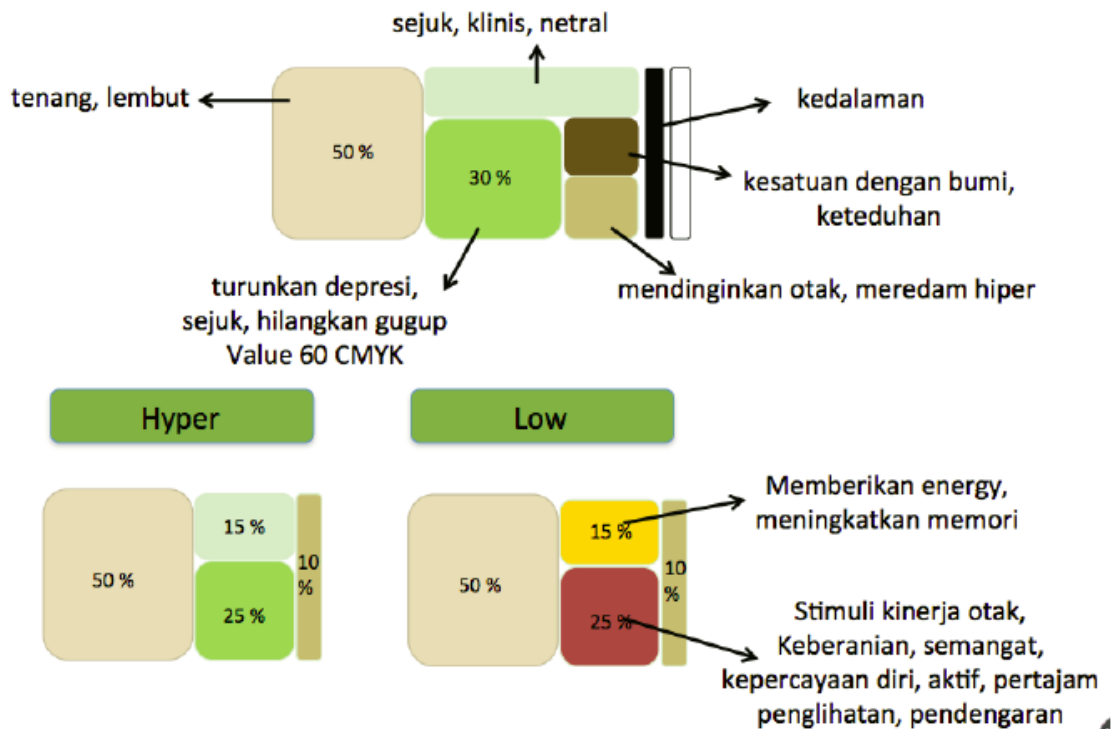 sejuk, klinis, netral
tenang, lembut
kedalaman
50 %
30 %
kesatuan dengan bumi,
keteduhan
turunkan depresi,
sejuk, hilangkan gugup
Value 60 CMYK
mendinginkan otak, meredam hiper
Hyper
Low
50 %
15 %
25 %
10
%
50 %
15 %
25 %
10
%
Memberikan energy,
meningkatkan memori
Stimuli kinerja otak,
Keberanian, semangat,
kepercayaan diri, aktif, pertajam
penglihatan, pendengaran